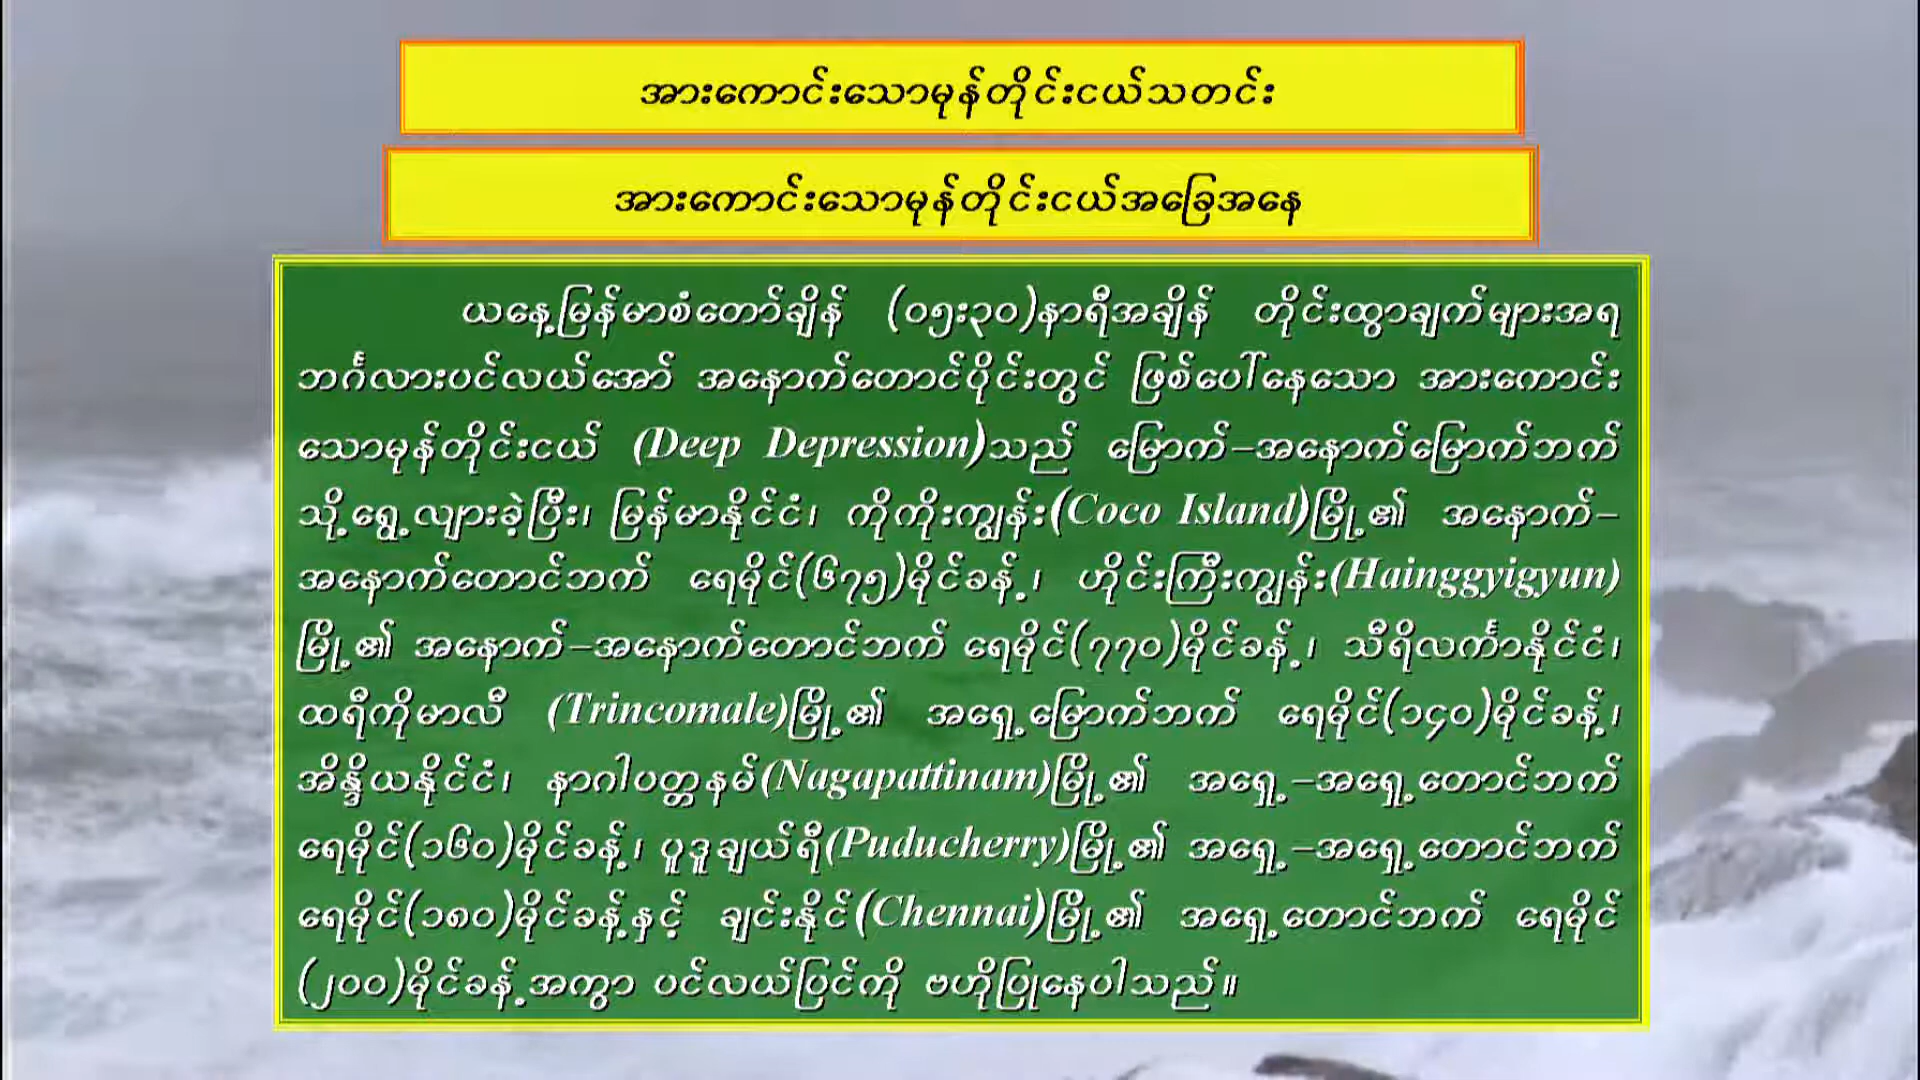 အားကောင်းသောမုန်တိုင်းငယ်သတင်း
အားကောင်းသောမုန်တိုင်းငယ်အခြေအနေ
ယနေ့မြန်မာစံတော်ချိန် (၀၅း၃၀)နာရီအချိန် တိုင်းထွာချက်များအရ
ဘင်္ဂလားပင်လယ်အော် အနောက်တောင်ပိုင်းတွင် ဖြစ်ပေါ်နေသော အားကောင်း
သောမုန်တိုင်းငယ် (Deep Depression)သည် မြောက်-အနောက်မြောက်ဘက်
သို့ရွေ့လျားခဲ့ပြီး၊ မြန်မာနိုင်ငံ၊ ကိုကိုးကျွန်း(Coco Island)မြို့၏ အနောက်-
အနောက်တောင်ဘက် ရေမိုင်(၆၇၅)မိုင်ခန့်၊ ဟိုင်းကြီးကျွန်း(Hainggyigyun)
မြို့၏ အနောက်-အနောက်တောင်ဘက် ရေမိုင်(၇၇၀)မိုင်ခန့်၊ သီရိလင်္ကာနိုင်ငံ၊
ထရီကိုမာလီ (Trincomale)မြို့၏ အရှေ့မြောက်ဘက် ရေမိုင်(၁၄၀)မိုင်ခန့်၊
အိန္ဒိယနိုင်ငံ၊ နာဂါပတ္တနမ်(Nagapattinam)မြို့၏ အရှေ့-အရှေ့တောင်ဘက်
ရေမိုင်(၁၆၀)မိုင်ခန့်၊ ပူဒူချယ်ရီ(Puducherry)မြို့၏ အရှေ့-အရှေ့တောင်ဘက်
ရေမိုင်(၁၈၀)မိုင်ခန့်နှင့် ချင်းနိုင်(Chennai)မြို့၏ အရှေ့တောင်ဘက် ရေမိုင်
(၂၀၀)မိုင်ခန့်အကွာ ပင်လယ်ပြင်ကို ဗဟိုပြုနေပါသည်။